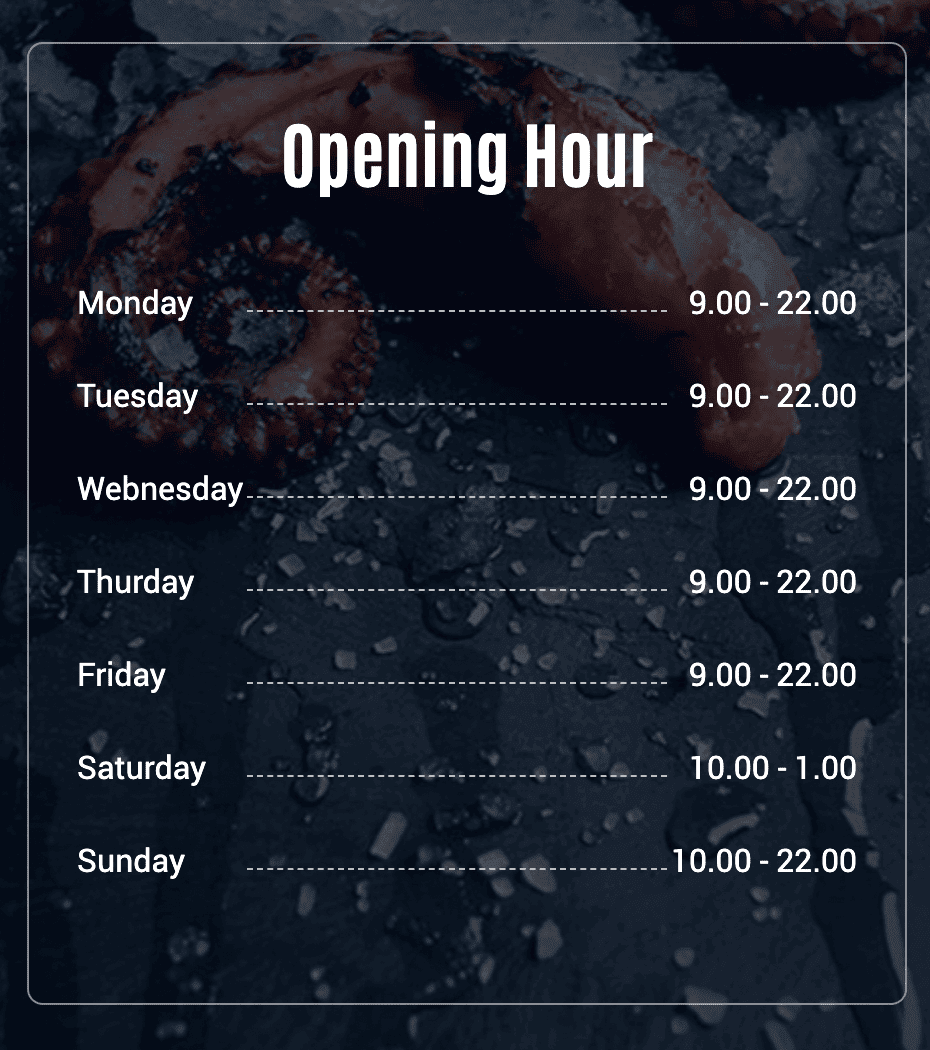 Opening Hour
Monday 9.00 - 22.00
Tuesday 9.00 - 22.00
Webnesday 9.00 - 22.00
Thurday 9.00 - 22.00
Friday 9.00 - 22.00
Saturday 10.00 - 1.00
Sunday 10.00 - 22.00